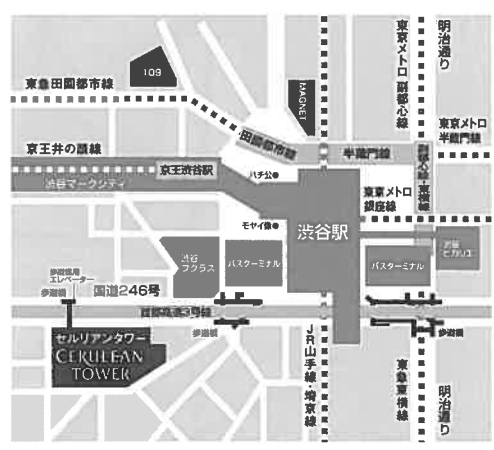 明治通り
東京メトロ 副都心線
109
MAGNET
東急田園都市線
田園都市線
半蔵門線
東京メトロ
半蔵門線
副都心線・東横線
京王井の頭線
京王渋谷駅
渋谷マークシティ
ハチ公
東京メトロ
銀座線
渋谷駅
モヤイ像
渋谷
フクラス
バスターミナル
バスターミナル
渋谷
ヒカリエ
歩道橋用
エレベーター
歩道橋
国道246号
首都高速3号線
歩道橋
歩道橋
セルリアンタワー
CERULEAN
TOWER
JR山手線・埼京線
東急東横線
明治通り